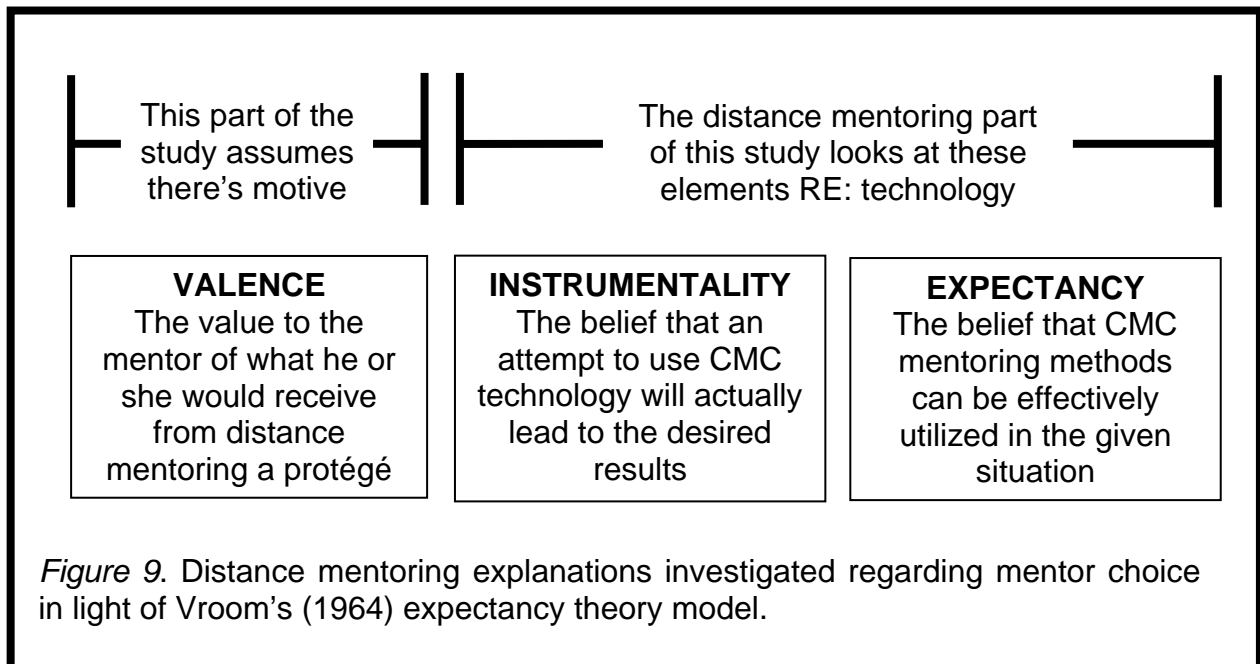 This part of the
study assumes
there's motive
The distance mentoring part
of this study looks at these
elements RE: technology
VALENCE
The value to the
mentor of what he or
she would receive
from distance
mentoring a protégé
INSTRUMENTALITY
The belief that an
attempt to use CMC
technology will actually
lead to the desired
results
EXPECTANCY
The belief that CMC
mentoring methods
can be effectively
utilized in the given
situation
Figure 9. Distance mentoring explanations investigated regarding mentor choice
in light of Vroom's (1964) expectancy theory model.